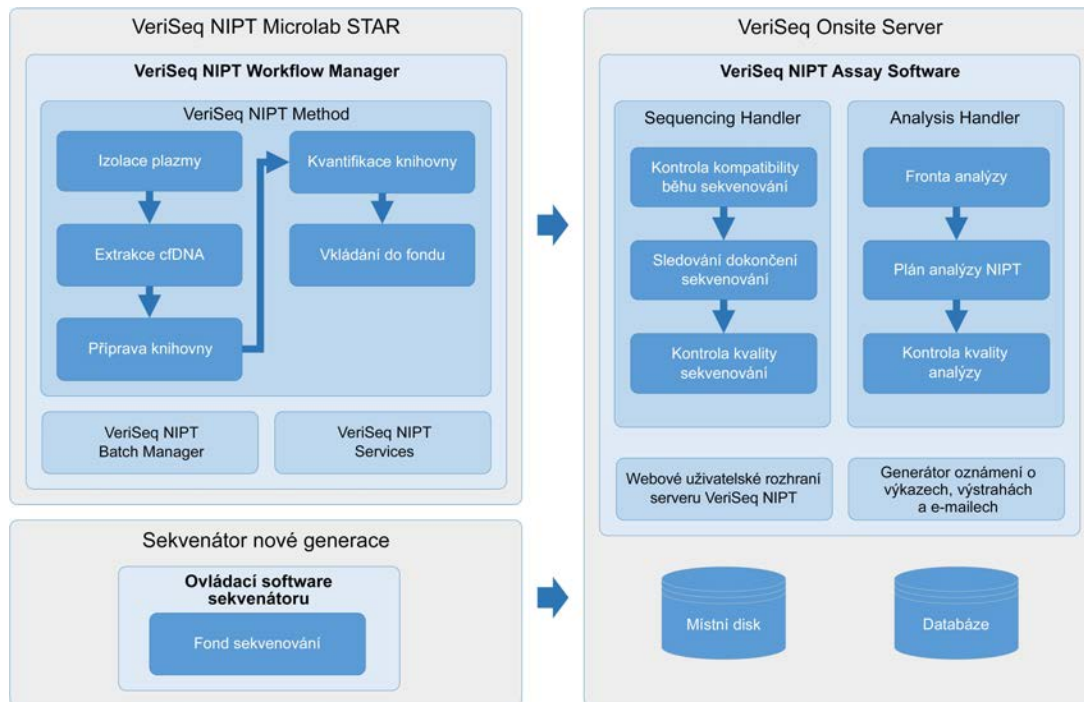 VeriSeq NIPT Microlab STAR
VeriSeq NIPT Workflow Manager
VeriSeq NIPT Method
Izolace plazmy
Extrakce cfDNA
Příprava knihovny
Kvantifikace knihovny
Vkládání do fondu
VeriSeq NIPT
Batch Manager
VeriSeq NIPT
Services
Sekvenátor nové generace
Ovládací software
sekvenátoru
Fond sekvenování
VeriSeq Onsite Server
VeriSeq NIPT Assay Software
Sequencing Handler
Kontrola kompatibility
běhu sekvenování
Sledování dokončení
sekvenování
Kontrola kvality
sekvenování
Analysis Handler
Fronta analýzy
Plán analýzy NIPT
Kontrola kvality
analýzy
Webové uživatelské rozhraní
serveru VeriSeq NIPT
Generátor oznámení o
výkazech, výstrahách
a e-mailech
Místní disk
Databáze